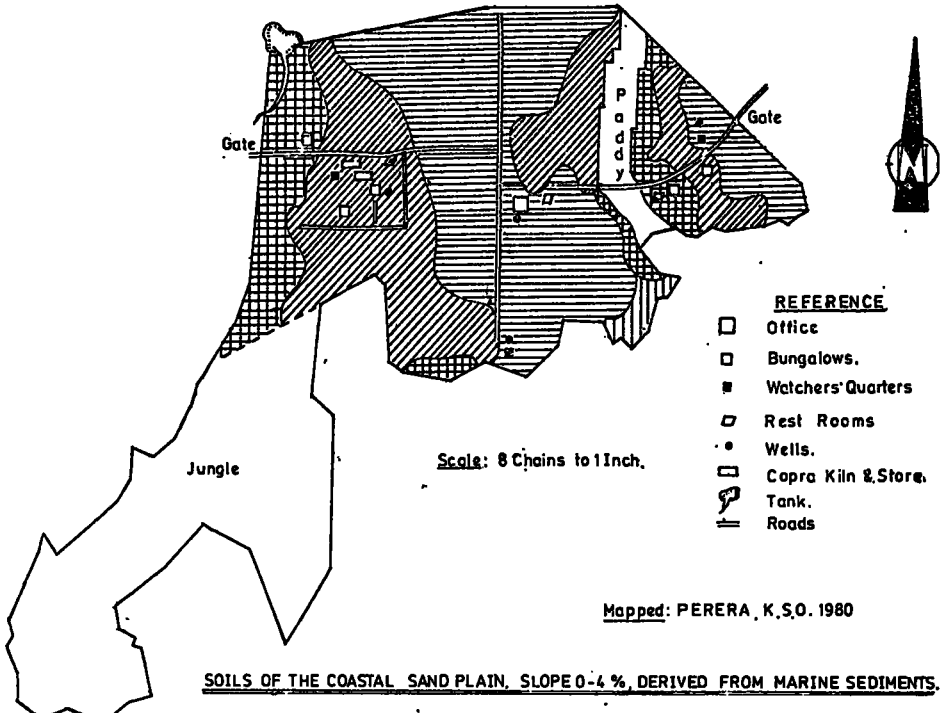 Paddy
Gate
Gate
REFERENCE
Office
Bungalows.
Watchers' Quarters
Rest Rooms
Wells.
Copra Kiln & Store.
Tank.
Roads
Jungle
Scale: 8 Chains to 1 Inch.
Mapped: PERERA, K.S.O. 1980
SOILS OF THE COASTAL SAND PLAIN, SLOPE 0-4 %, DERIVED FROM MARINE SEDIMENTS.